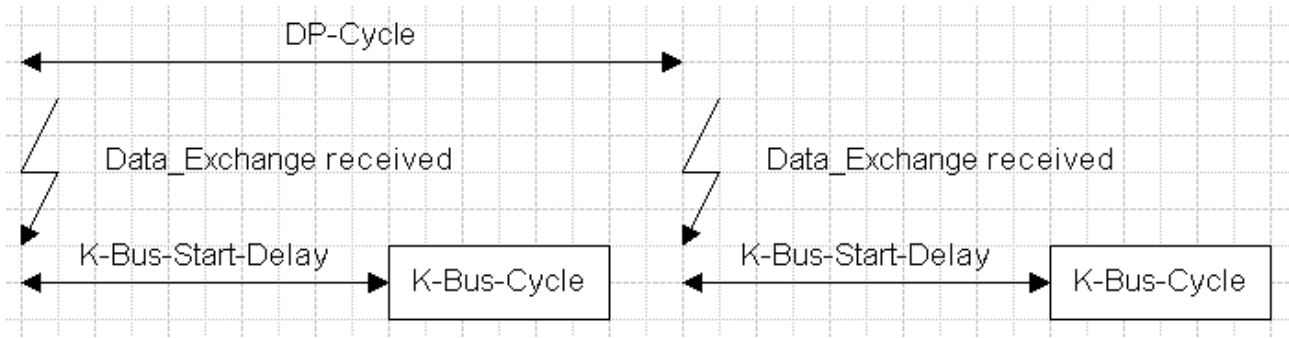 DP-Cycle
Data_Exchange received
Data_Exchange received
K-Bus-Start-Delay
K-Bus-Cycle
K-Bus-Start-Delay
K-Bus-Cycle